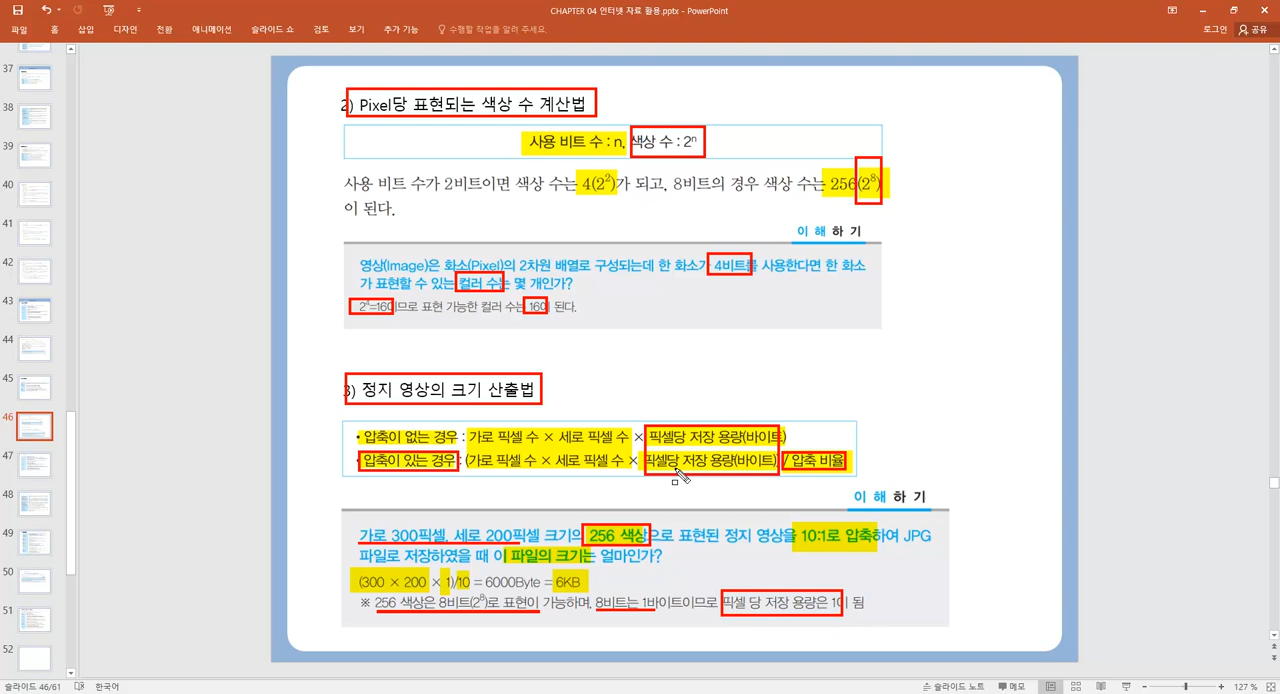 CHAPTER 04 인터넷 자료 활용.pptx - PowerPoint
파일 홈 삽입 디자인 전환 애니메이션 슬라이드 쇼 검토 보기 추가 기능 수행할 작업을 알려 주세요. 로그인 공유
37
38
39
40
41
42
43
44
45
46
47
48
49
50
51
52
2) Pixel당 표현되는 색상 수 계산법
사용 비트 수 : n, 색상 수 : 2ⁿ
사용 비트 수가 2비트이면 색상 수는 4(2²)가 되고, 8비트의 경우 색상 수는 256(2⁸)
이 된다.
이 해 하 기
영상(Image)은 화소(Pixel)의 2차원 배열로 구성되는데 한 화소가 4비트를 사용한다면 한 화소
가 표현할 수 있는 컬러 수는 몇 개인가?
2⁴=16이므로 표현 가능한 컬러 수는 16이 된다.
3) 정지 영상의 크기 산출법
• 압축이 없는 경우 : 가로 픽셀 수 × 세로 픽셀 수 × 픽셀당 저장 용량(바이트)
• 압축이 있는 경우 : (가로 픽셀 수 × 세로 픽셀 수 × 픽셀당 저장 용량(바이트) / 압축 비율
이 해 하 기
가로 300픽셀, 세로 200픽셀 크기의 256 색상으로 표현된 정지 영상을 10:1로 압축하여 JPG
파일로 저장하였을 때 이 파일의 크기는 얼마인가?
(300 × 200 × 1)/10 = 6000Byte = 6KB
※ 256 색상은 8비트(2⁸)로 표현이 가능하며, 8비트는 1바이트이므로 픽셀 당 저장 용량은 1이 됨
슬라이드 46/61 한국어 슬라이드 노트 메모 127 %